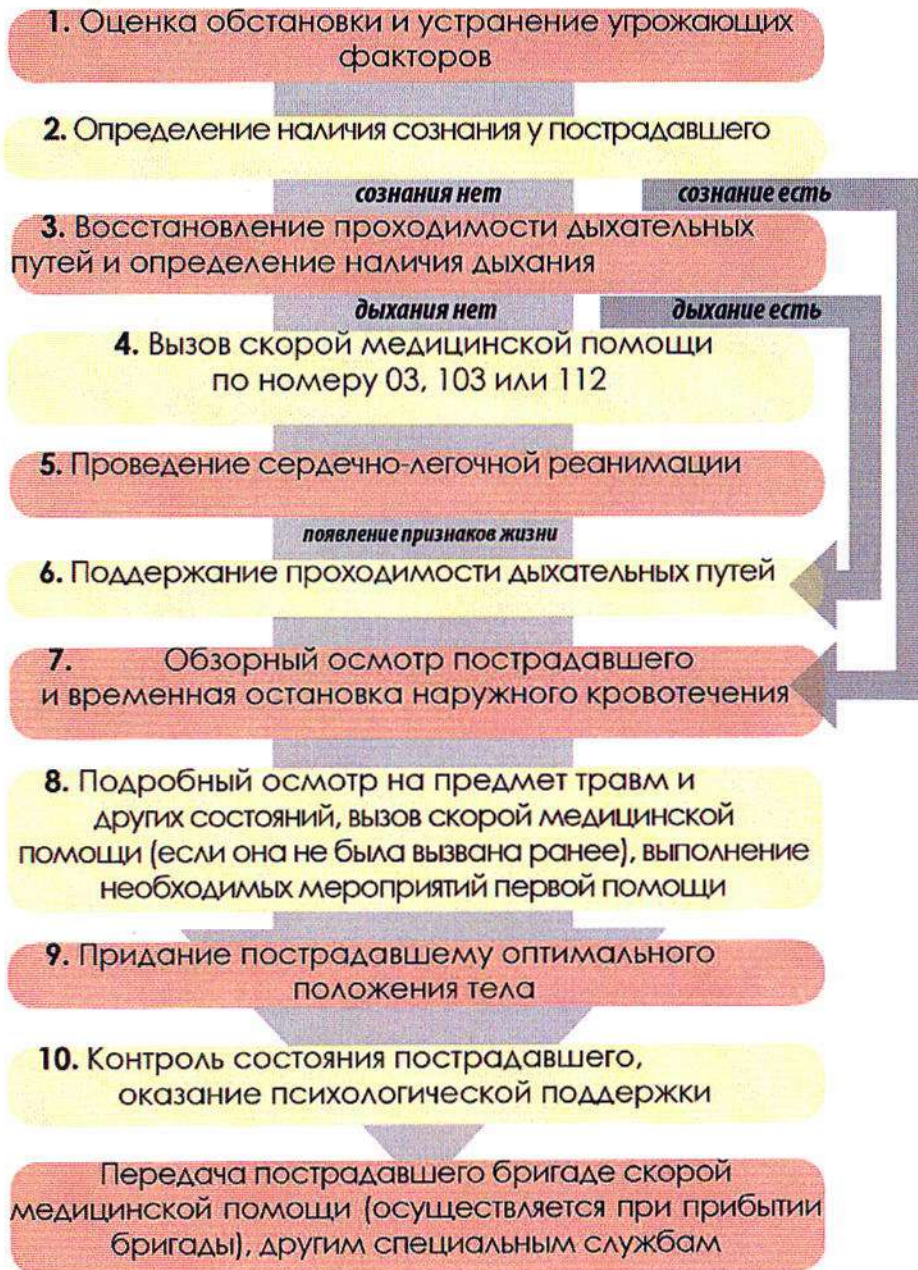 1. Оценка обстановки и устранение угрожающих
факторов
2. Определение наличия сознания у пострадавшего
сознания нет
сознание есть
3. Восстановление проходимости дыхательных
путей и определение наличия дыхания
дыхания нет
дыхание есть
4. Вызов скорой медицинской помощи
по номеру 03, 103 или 112
5. Проведение сердечно-легочной реанимации
появление признаков жизни
6. Поддержание проходимости дыхательных путей
7. Обзорный осмотр пострадавшего
и временная остановка наружного кровотечения
8. Подробный осмотр на предмет травм и
других состояний, вызов скорой медицинской
помощи (если она не была вызвана ранее), выполнение
необходимых мероприятий первой помощи
9. Придание пострадавшему оптимального
положения тела
10. Контроль состояния пострадавшего,
оказание психологической поддержки
Передача пострадавшего бригаде скорой
медицинской помощи (осуществляется при прибытии
бригады), другим специальным службам